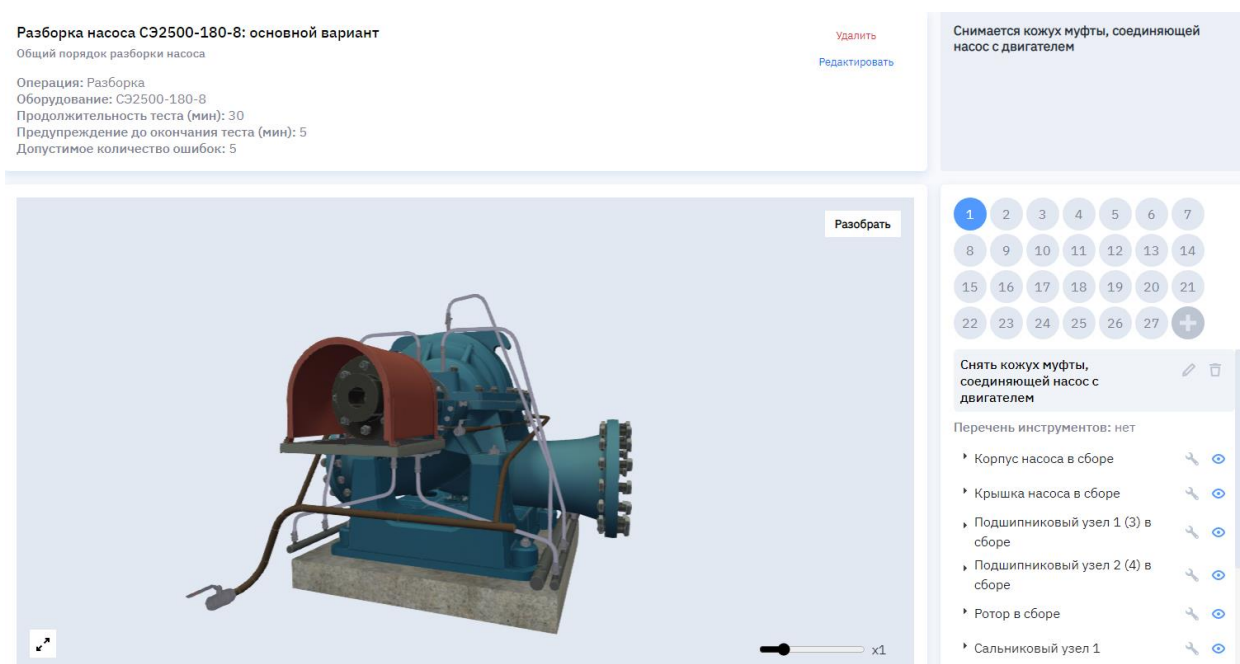 Разборка насоса СЭ2500-180-8: основной вариант
Общий порядок разборки насоса
Операция: Разборка
Оборудование: СЭ2500-180-8
Продолжительность теста (мин): 30
Предупреждение до окончания теста (мин): 5
Допустимое количество ошибок: 5
Удалить
Редактировать
Снимается кожух муфты, соединяющей
насос с двигателем
Разобрать
x1
1 2 3 4 5 6 7
8 9 10 11 12 13 14
15 16 17 18 19 20 21
22 23 24 25 26 27
Снять кожух муфты,
соединяющей насос с
двигателем
Перечень инструментов: нет
Корпус насоса в сборе
Крышка насоса в сборе
Подшипниковый узел 1 (3) в
сборе
Подшипниковый узел 2 (4) в
сборе
Ротор в сборе
Сальниковый узел 1